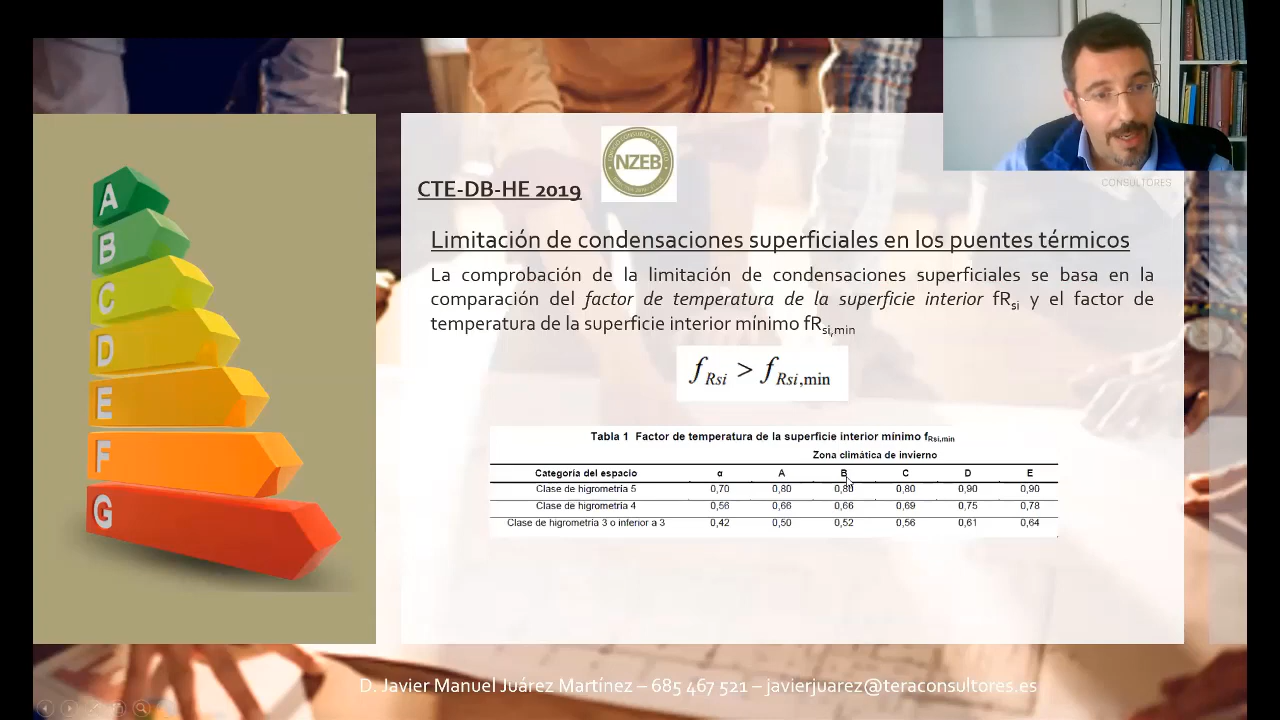 A
B
C
D
E
F
G
NZEB
CONSULTORES
CTE-DB-HE 2019
Limitación de condensaciones superficiales en los puentes térmicos
La comprobación de la limitación de condensaciones superficiales se basa en la
comparación del factor de temperatura de la superficie interior fRsi y el factor de
temperatura de la superficie interior mínimo fRsi,min
fRsi > fRsi,min
Tabla 1 Factor de temperatura de la superficie interior mínimo fRsi,min
Zona climática de invierno
Categoría del espacio α A B C D E
Clase de higrometría 5 0,70 0,80 0,80 0,80 0,90 0,90
Clase de higrometría 4 0,56 0,66 0,66 0,69 0,75 0,78
Clase de higrometría 3 o inferior a 3 0,42 0,50 0,52 0,56 0,61 0,64
D. Javier Manuel Juárez Martínez – 685 467 521 – javierjuarez@teraconsultores.es